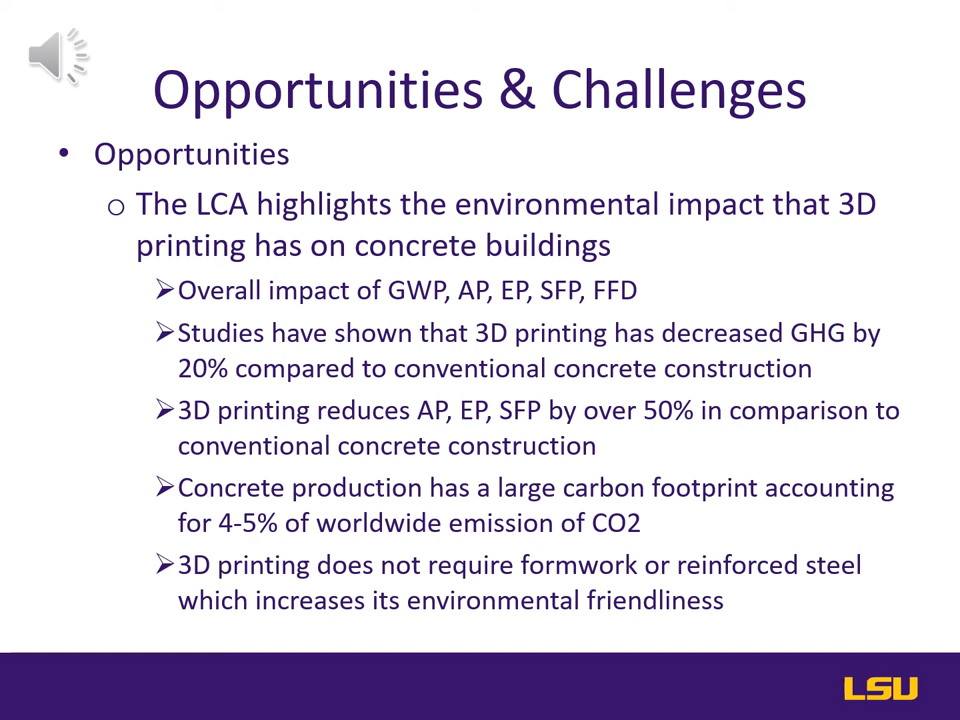 Opportunities & Challenges
• Opportunities
o The LCA highlights the environmental impact that 3D
printing has on concrete buildings
➢Overall impact of GWP, AP, EP, SFP, FFD
➢Studies have shown that 3D printing has decreased GHG by
20% compared to conventional concrete construction
➢3D printing reduces AP, EP, SFP by over 50% in comparison to
conventional concrete construction
➢Concrete production has a large carbon footprint accounting
for 4-5% of worldwide emission of CO2
➢3D printing does not require formwork or reinforced steel
which increases its environmental friendliness
LSU